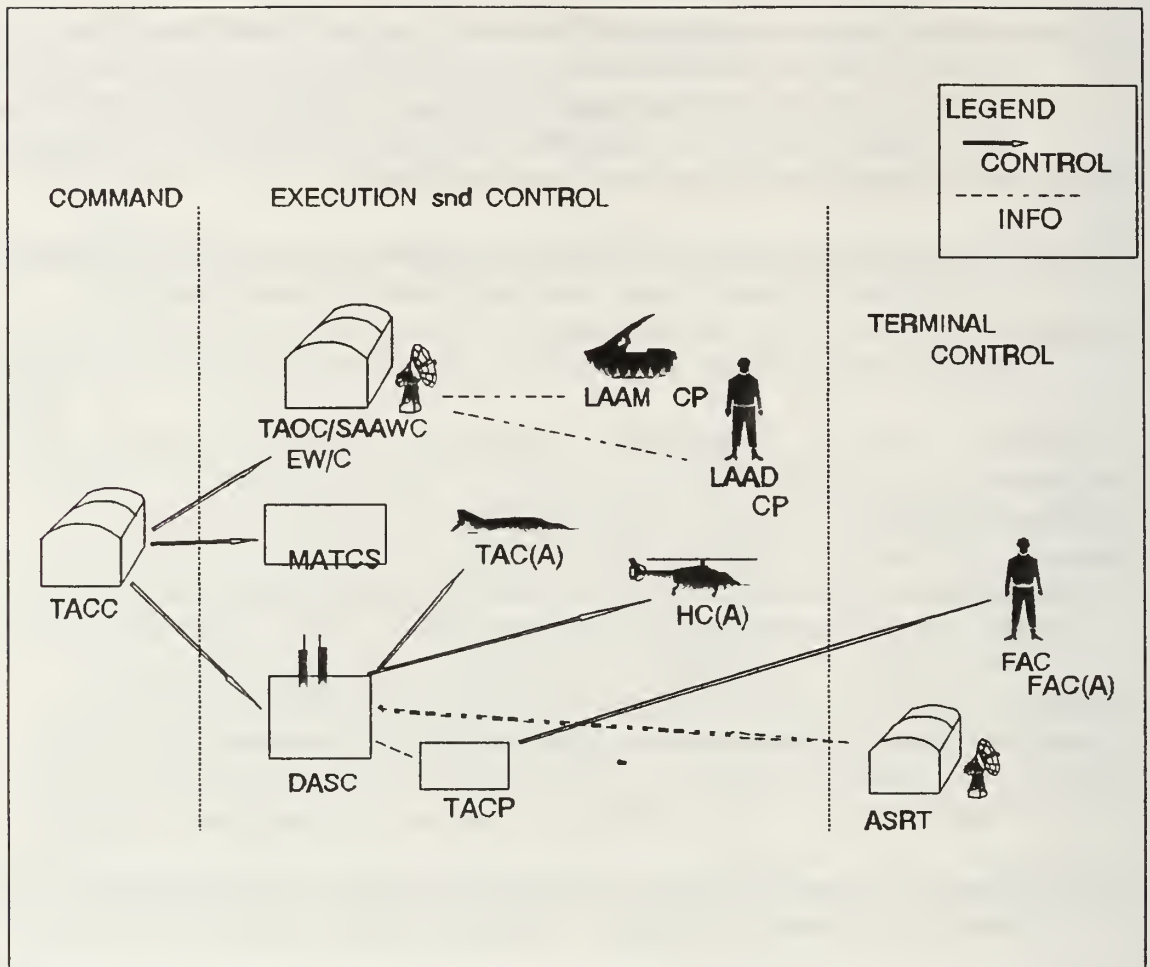 LEGEND
CONTROL
INFO
COMMAND
EXECUTION snd CONTROL
TERMINAL
CONTROL
TAOC/SAAWC
EW/C
LAAM CP
LAAD
CP
MATCS
TAC(A)
TACC
HC(A)
FAC
FAC(A)
DASC
TACP
ASRT